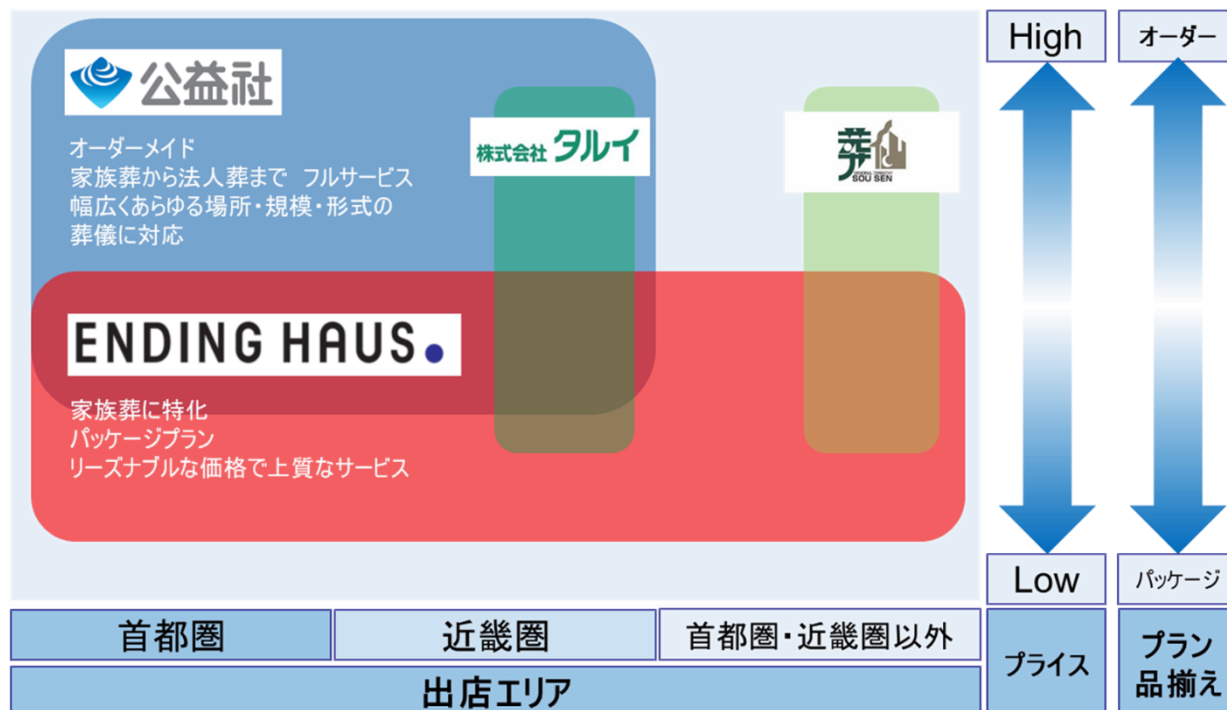 公益社
オーダーメイド
家族葬から法人葬まで フルサービス
幅広くあらゆる場所・規模・形式の
葬儀に対応
株式会社 タルイ
葬仙
SOU SEN
ENDING HAUS.
家族葬に特化
パッケージプラン
リーズナブルな価格で上質なサービス
High
オーダー
Low
パッケージ
首都圏
近畿圏
首都圏・近畿圏以外
出店エリア
プライス
プラン
品揃え